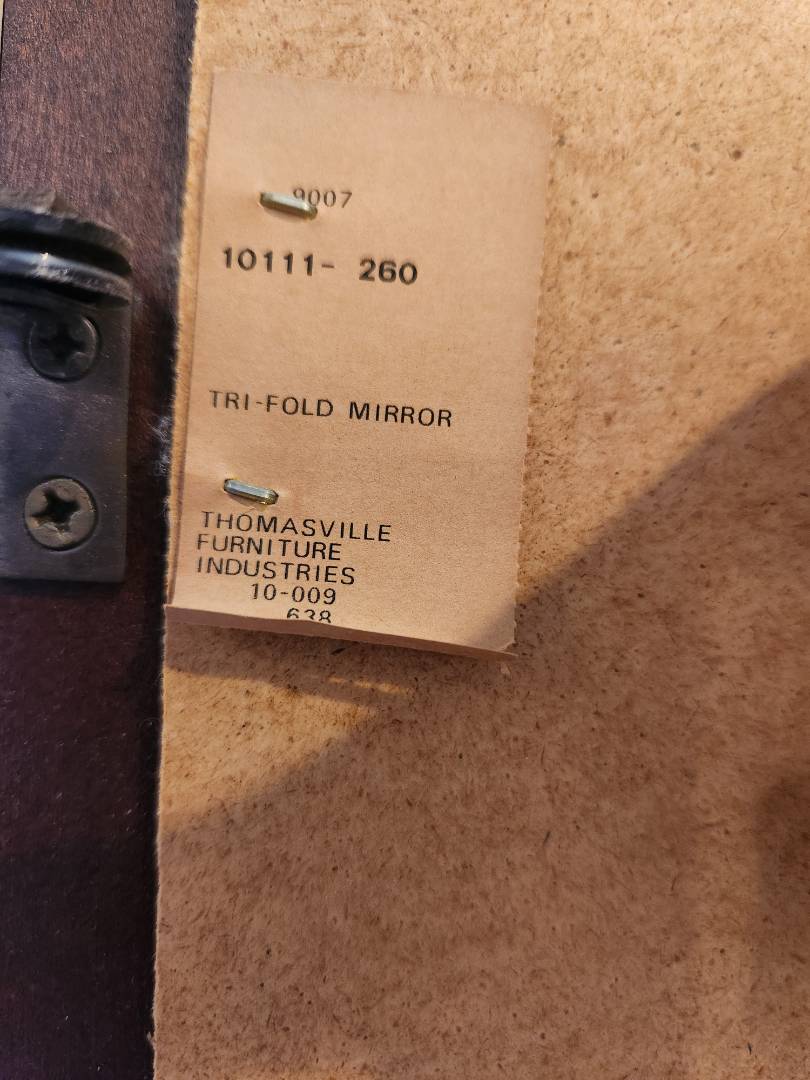 9007
10111- 260
TRI-FOLD MIRROR
THOMASVILLE
FURNITURE
INDUSTRIES
10-009
638